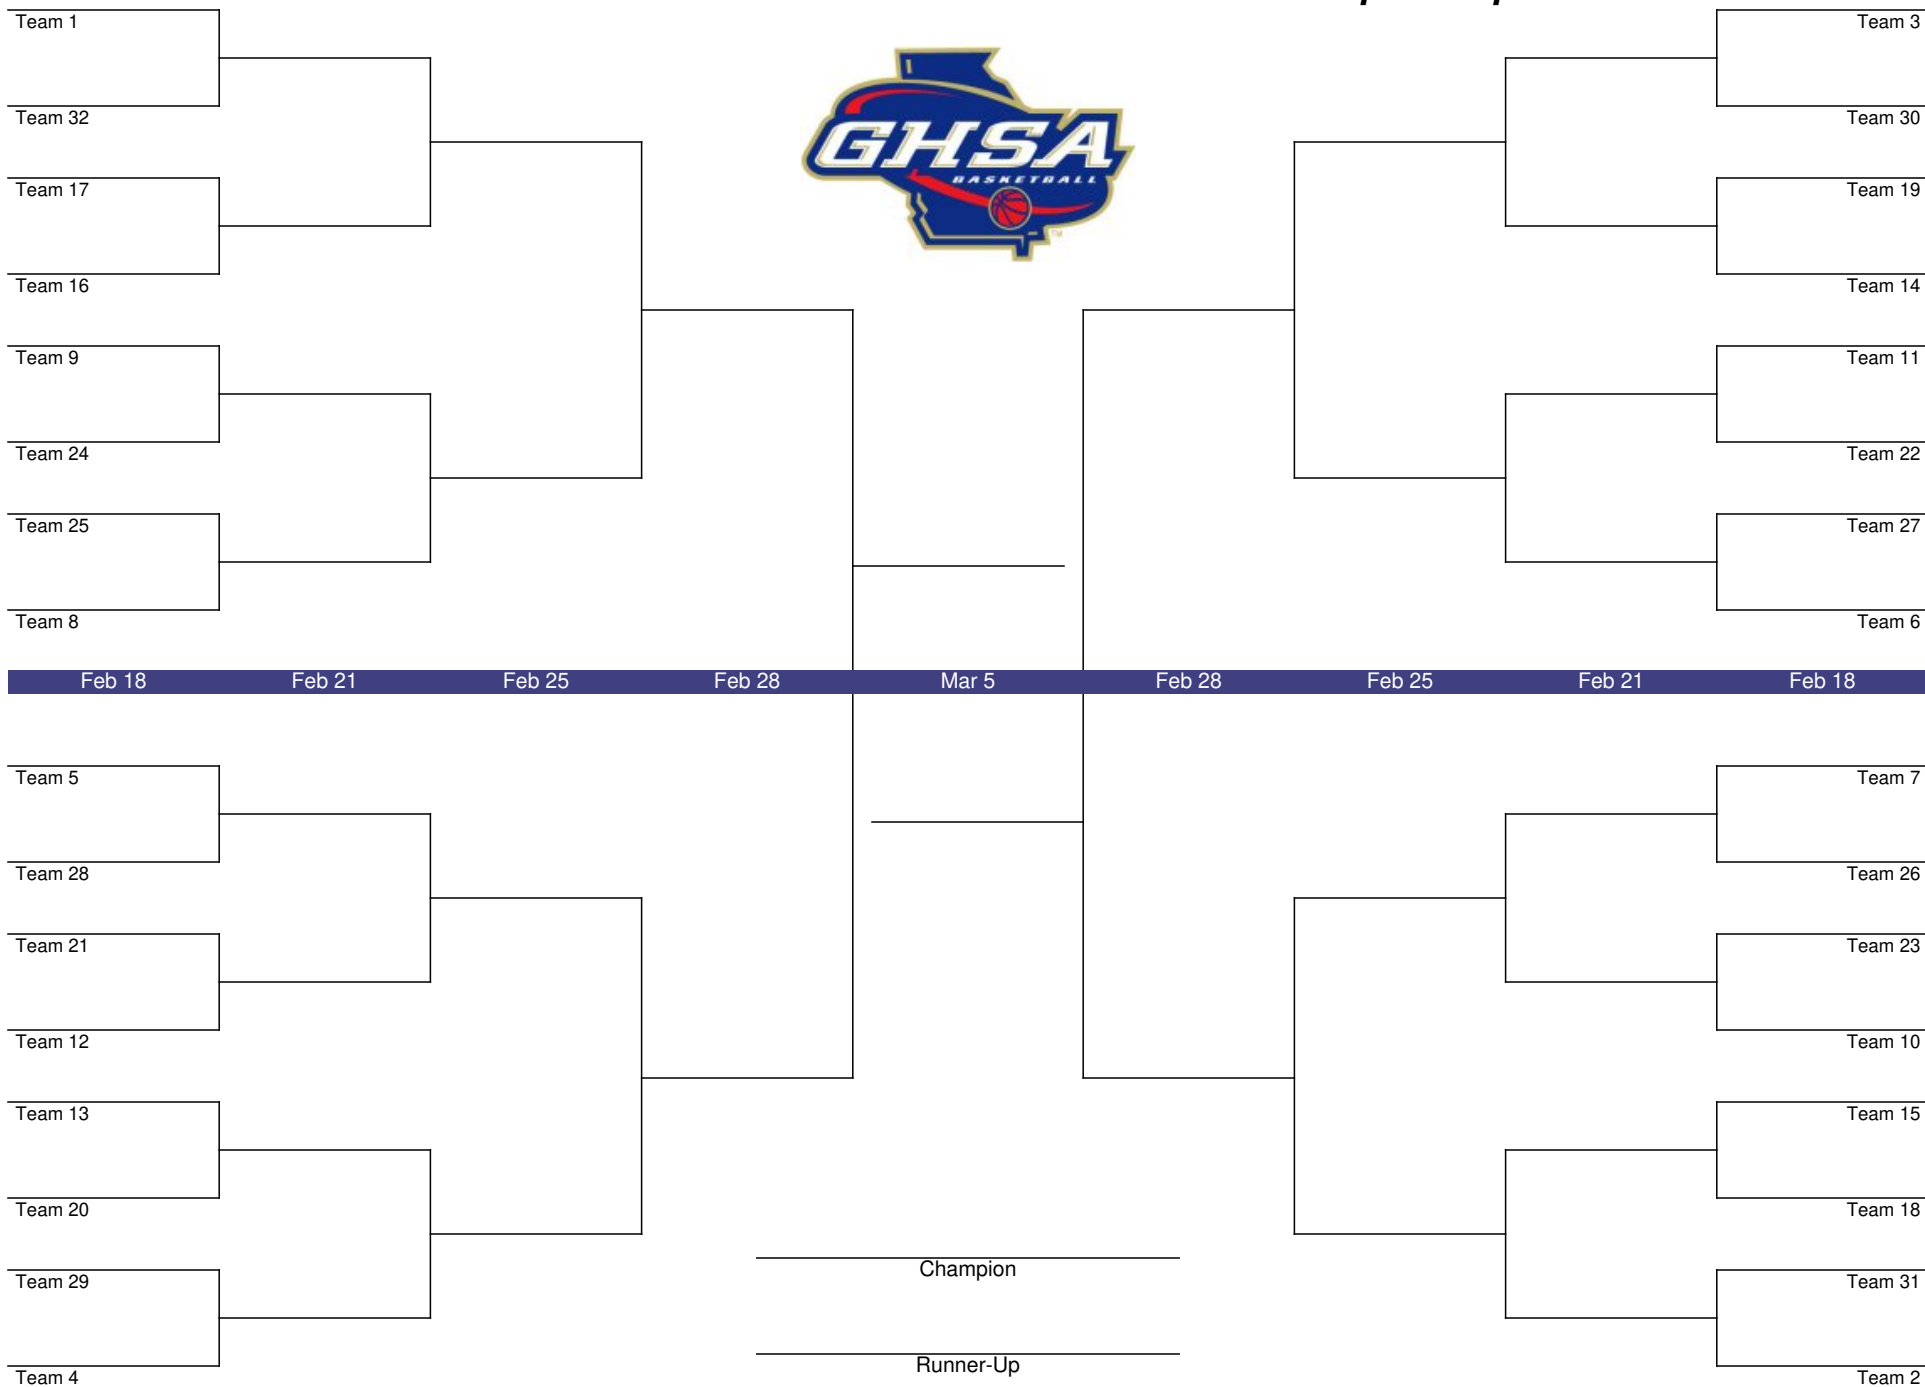 Team 1
Team 32
Team 17
Team 16
Team 9
Team 24
Team 25
Team 8
GHSA
BASKETBALL
TM
Team 3
Team 30
Team 19
Team 14
Team 11
Team 22
Team 27
Team 6
Feb 18 Feb 21 Feb 25 Feb 28 Mar 5 Feb 28 Feb 25 Feb 21 Feb 18
Team 5
Team 28
Team 21
Team 12
Team 13
Team 20
Team 29
Team 4
Champion
Runner-Up
Team 7
Team 26
Team 23
Team 10
Team 15
Team 18
Team 31
Team 2